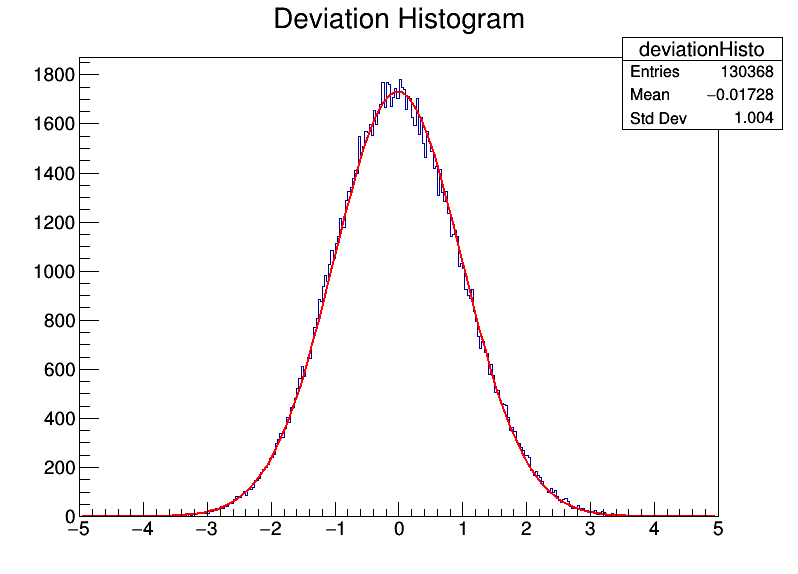 Deviation Histogram
deviationHisto
Entries 130368
Mean −0.01728
Std Dev 1.004
1800
1600
1400
1200
1000
800
600
400
200
0
−5 −4 −3 −2 −1 0 1 2 3 4 5